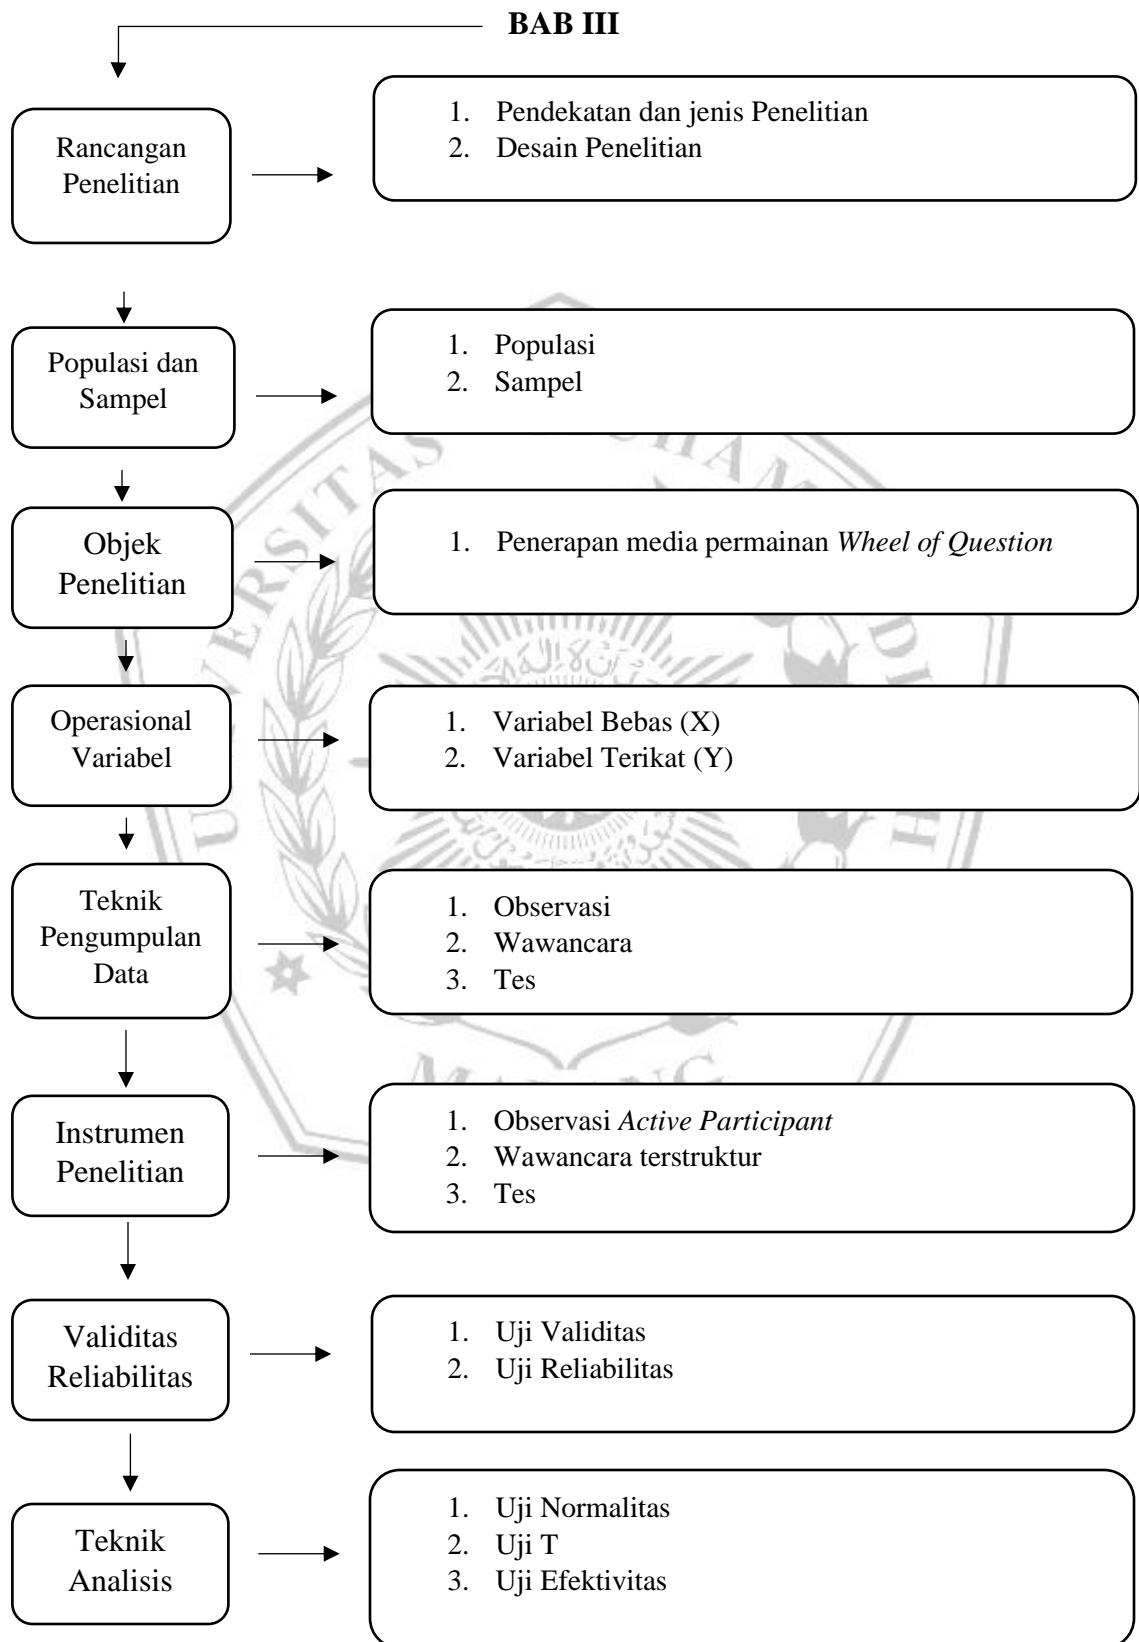 BAB III
Rancangan
Penelitian
1. Pendekatan dan jenis Penelitian
2. Desain Penelitian
Populasi dan
Sampel
1. Populasi
2. Sampel
Objek
Penelitian
1. Penerapan media permainan Wheel of Question
Operasional
Variabel
1. Variabel Bebas (X)
2. Variabel Terikat (Y)
Teknik
Pengumpulan
Data
1. Observasi
2. Wawancara
3. Tes
Instrumen
Penelitian
1. Observasi Active Participant
2. Wawancara terstruktur
3. Tes
Validitas
Reliabilitas
1. Uji Validitas
2. Uji Reliabilitas
Teknik
Analisis
1. Uji Normalitas
2. Uji T
3. Uji Efektivitas